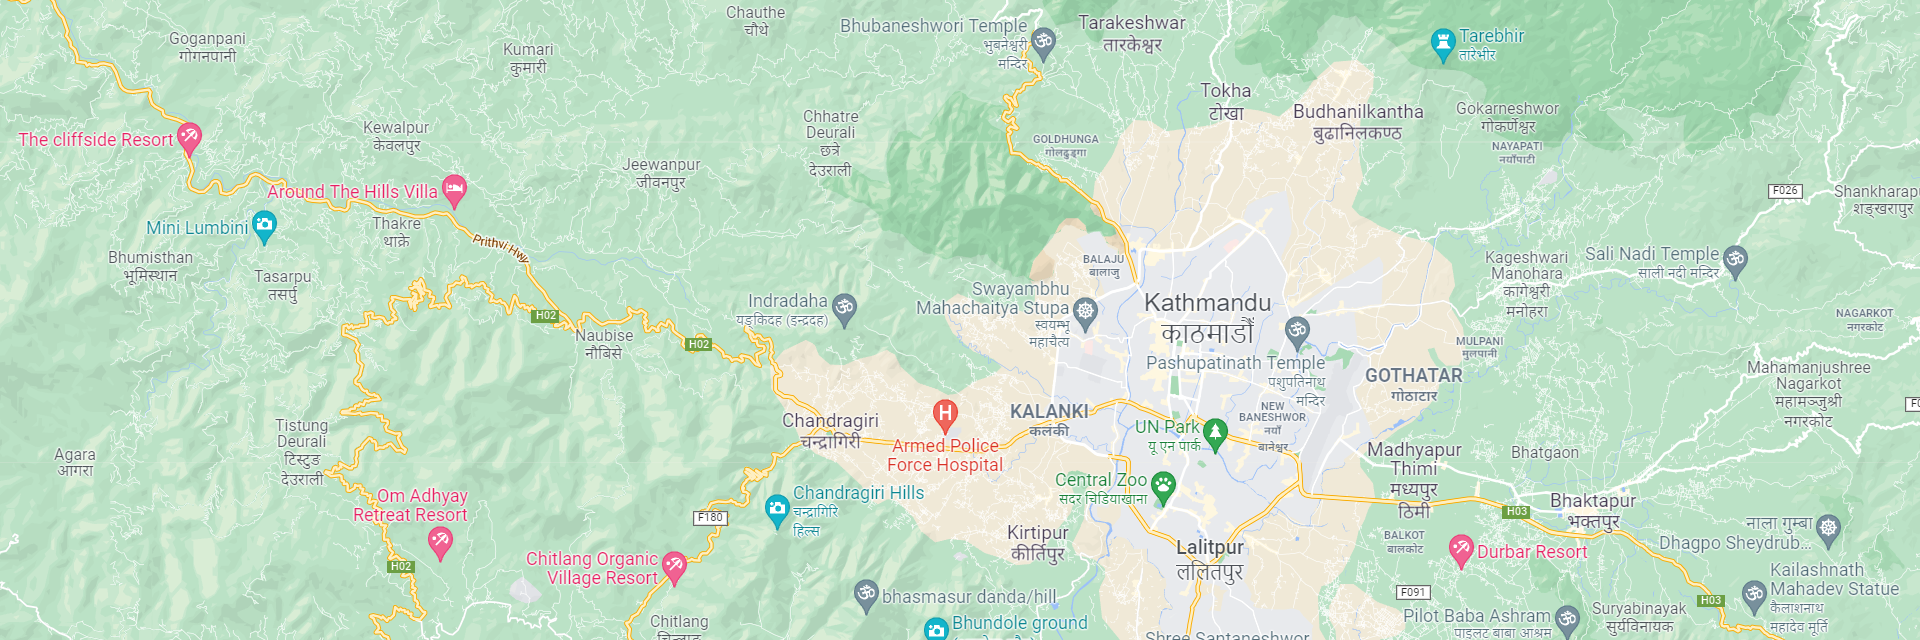 Chauthe
चौथे
Goganpani
गोगनपानी
Kumari
कुमारी
Bhubaneshwori Temple
भुबनेश्वरी
मन्दिर
Tarakeshwar
तारकेश्वर
Tarebhir
तारेभीर
Tokha
टोखा
Budhanilkantha
बुढानिलकण्ठ
Gokarneshwor
गोकर्णेश्वर
NAYAPATI
नयाँपाटी
The cliffside Resort
Kewalpur
केवलपुर
Chhatre
Deurali
छत्रे
देउराली
GOLDHUNGA
गोलढुङ्गा
Jeewanpur
जीवनपुर
Around The Hills Villa
F026
Shankharapu
शङ्खरापुर
Mini Lumbini
Thakre
थाक्रे
Prithvi Hwy
Bhumisthan
भूमिस्थान
Tasarpu
तसर्पु
BALAJU
बालाजु
Kageshwari
Manohara
कागेश्वरी
मनोहरा
Sali Nadi Temple
साली नदी मन्दिर
Indradaha
यङ्किदह (इन्द्रदह)
Swayambhu
Mahachaitya Stupa
स्वयम्भू
महाचैत्य
Kathmandu
काठमाडौं
H02
Naubise
नौबिसे
H02
NAGARKOT
नगरकोट
MULPANI
मुलपानी
Pashupatinath Temple
पशुपतिनाथ
मन्दिर
GOTHATAR
गोठाटार
Mahamanjushree
Nagarkot
महामञ्जुश्री
नगरकोट
Chandragiri
चन्द्रागिरी
Armed Police
Force Hospital
KALANKI
कलंकी
NEW
BANESHWOR
नयाँ
बानेश्वर
UN Park
यू एन पार्क
Tistung
Deurali
टिस्टुङ
देउराली
Agara
आगरा
Madhyapur
Thimi
मध्यपुर
ठिमी
Bhatgaon
Central Zoo
सदर चिडियाखाना
Om Adhyay
Retreat Resort
Chandragiri Hills
चन्द्रागिरि
हिल्स
F180
Bhaktapur
भक्तपुर
H03
Kirtipur
कीर्तिपुर
Lalitpur
ललितपुर
BALKOT
बालकोट
Durbar Resort
नाला गुम्बा
Dhagpo Sheydrub...
H02
Chitlang Organic
Village Resort
bhasmasur danda/hill
F091
H03
Kailashnath
Mahadev Statue
कैलाशनाथ
महादेव मूर्ति
Chitlang
Bhundole ground
Shree Santaneshwor
Pilot Baba Ashram
पाइलट बाबा आश्रम
Suryabinayak
सुर्यविनायक